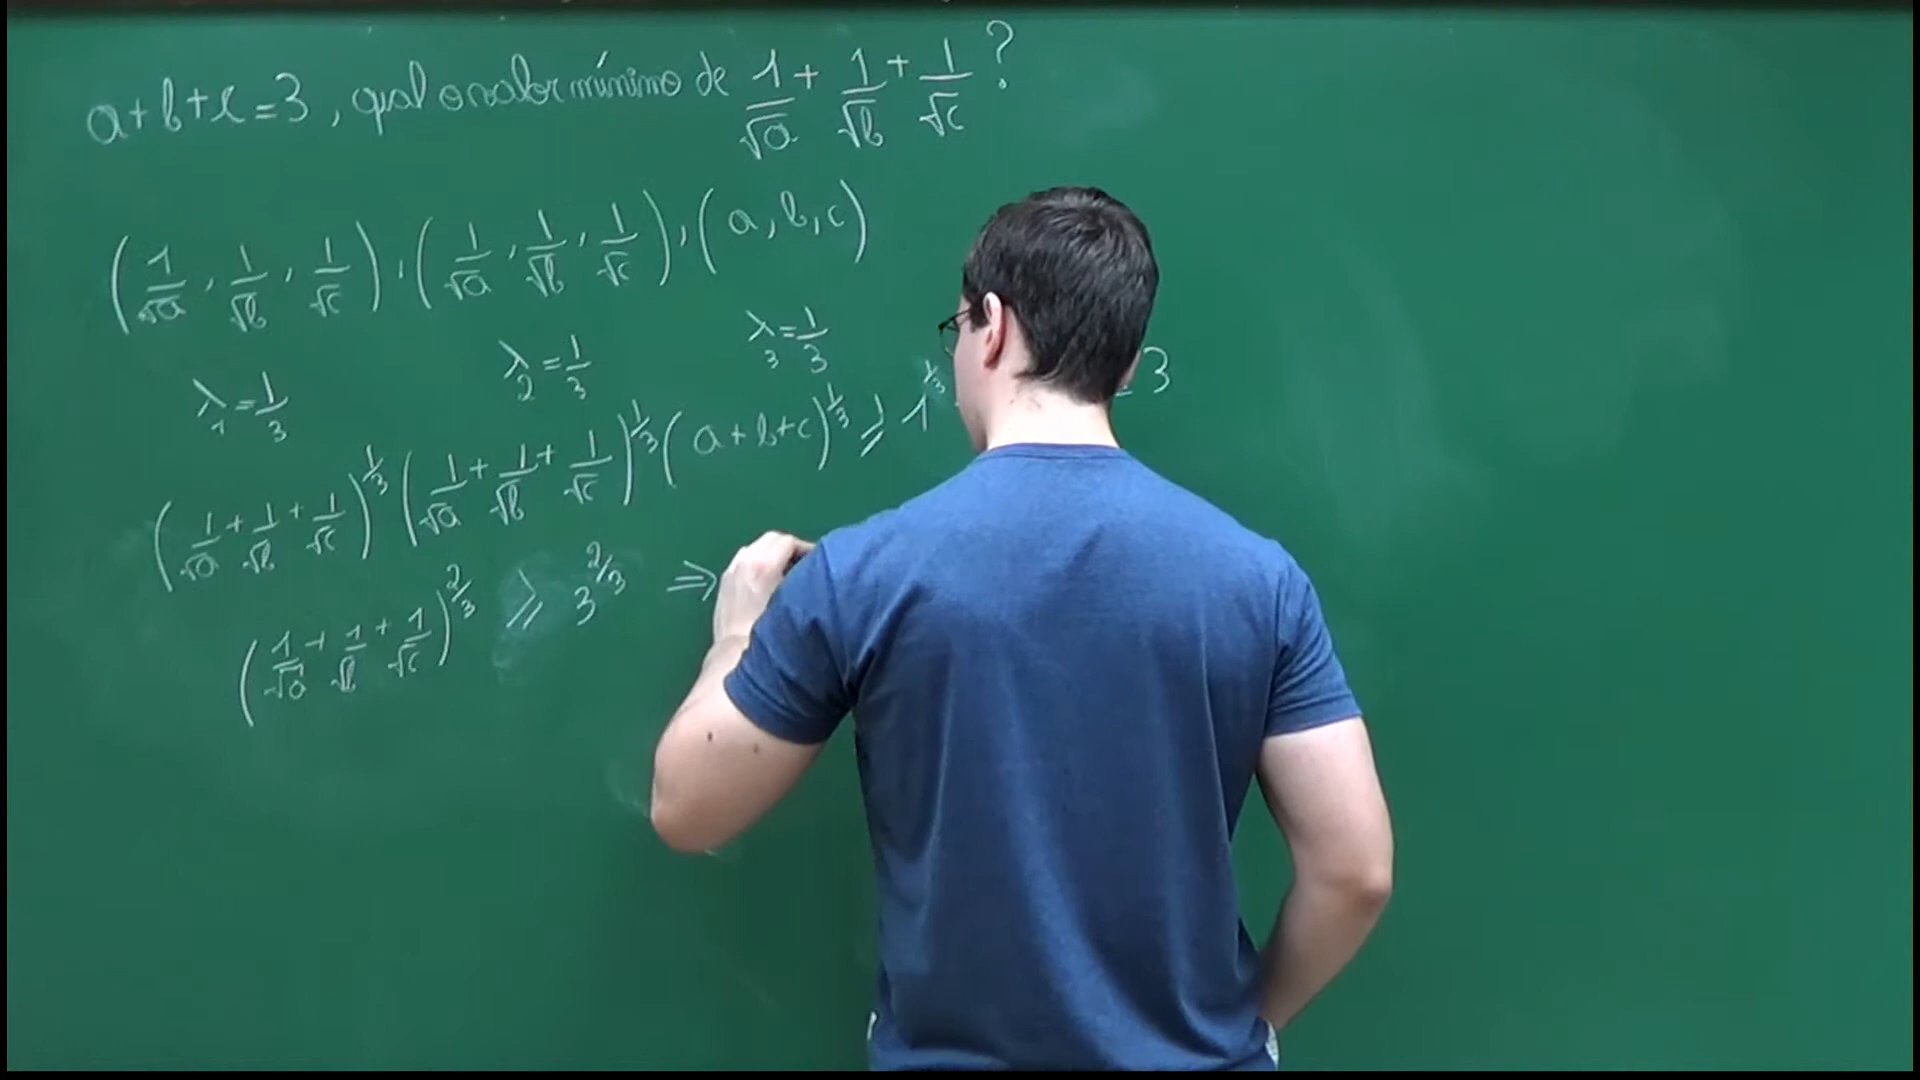 a+b+c=3, qual o valor mínimo de 1/√a + 1/√b + 1/√c ?
(1/√a, 1/√b, 1/√c), (1/√a, 1/√b, 1/√c), (a, b, c)
λ₁=1/3 λ₂=1/3 λ₃=1/3
(1/√a + 1/√b + 1/√c)^1/3 (1/√a + 1/√b + 1/√c)^1/3 (a+b+c)^1/3 ≥ 1^1/3 = 3
(1/√a + 1/√b + 1/√c)^2/3 ≥ 3^2/3 ⇒